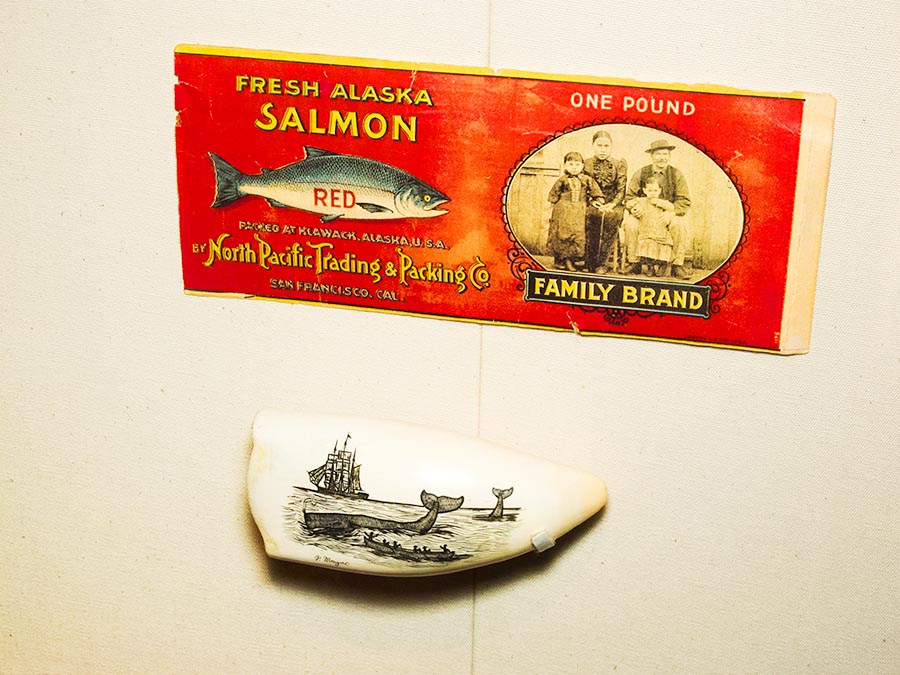 FRESH ALASKA
SALMON
RED
PACKED AT KLAWACK, ALASKA, U.S.A.
BY North Pacific Trading & Packing Co
SAN FRANCISCO, CAL.
ONE POUND
FAMILY BRAND